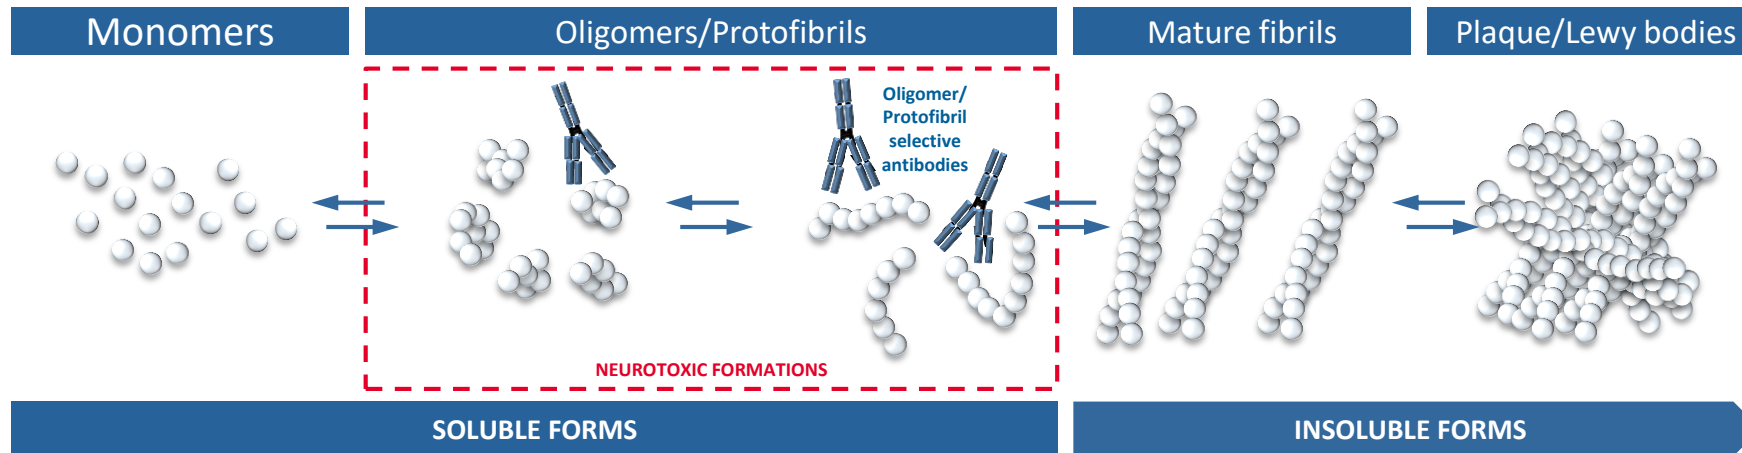 Monomers
Oligomers/Protofibrils
Mature fibrils
Plaque/Lewy bodies
Oligomer/
Protofibril
selective
antibodies
NEUROTOXIC FORMATIONS
SOLUBLE FORMS
INSOLUBLE FORMS